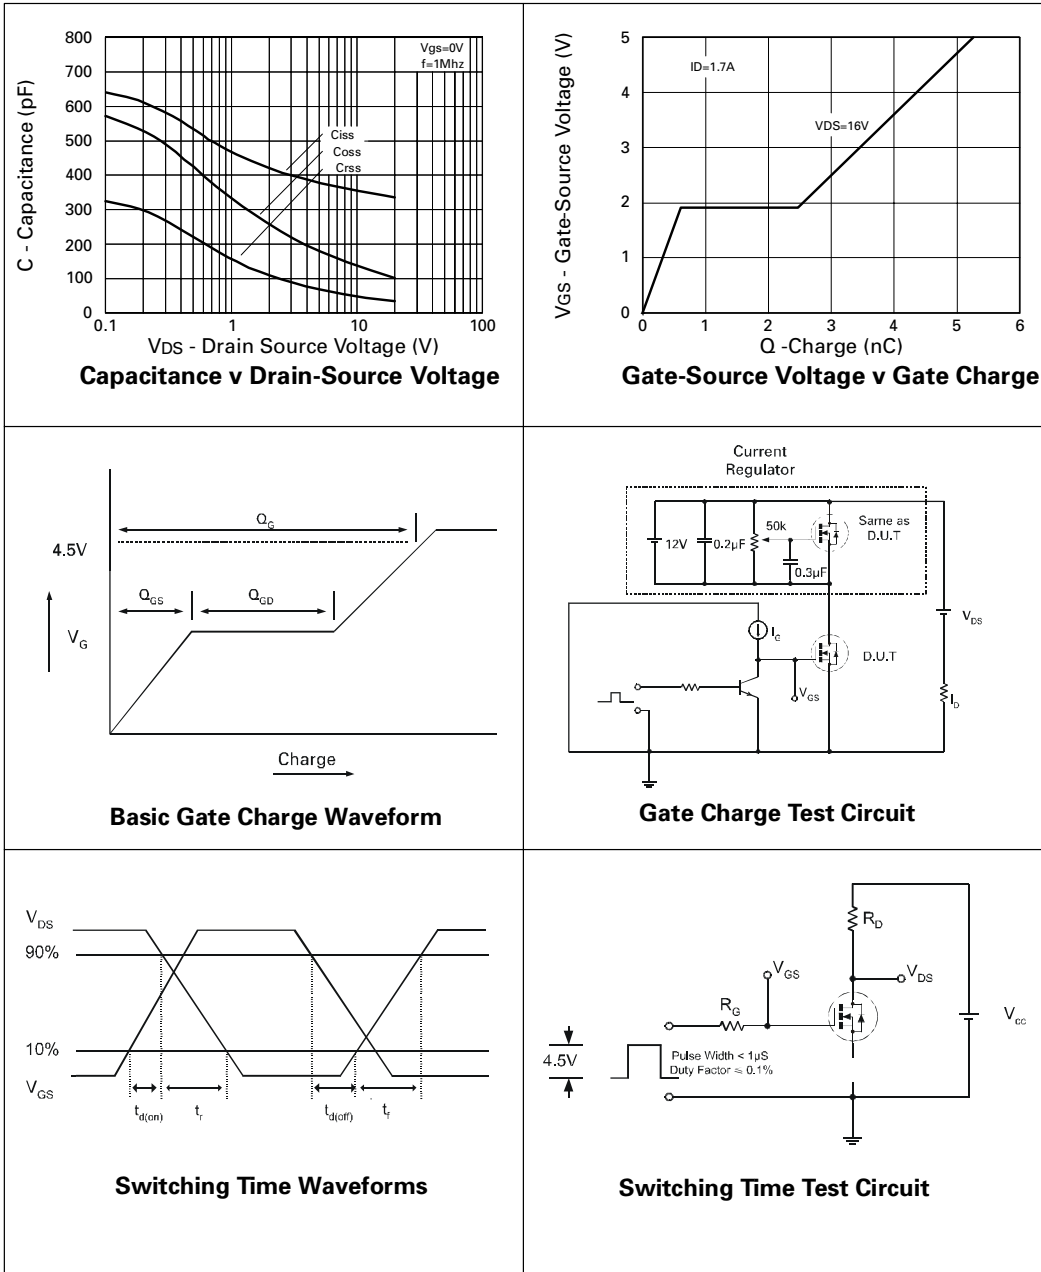 800
700
600
500
400
300
200
100
0
0.1
1
10
100
Vgs=0V
f=1Mhz
Ciss
Coss
Crss
C - Capacitance (pF)
VDS - Drain Source Voltage (V)
Capacitance v Drain-Source Voltage
5
4
3
2
1
0
0
1
2
3
4
5
6
ID=1.7A
VDS=16V
VGS - Gate-Source Voltage (V)
Q -Charge (nC)
Gate-Source Voltage v Gate Charge
QG
4.5V
QGS
QGD
VG
Charge
Basic Gate Charge Waveform
Current
Regulator
12V
0.2µF
50k
0.3µF
Same as
D.U.T
IG
VDS
D.U.T
VGS
ID
Gate Charge Test Circuit
VDS
90%
10%
VGS
td(on)
tr
td(off)
tf
Switching Time Waveforms
RD
VGS
VDS
RG
Vcc
4.5V
Pulse Width < 1µS
Duty Factor ≤ 0.1%
Switching Time Test Circuit